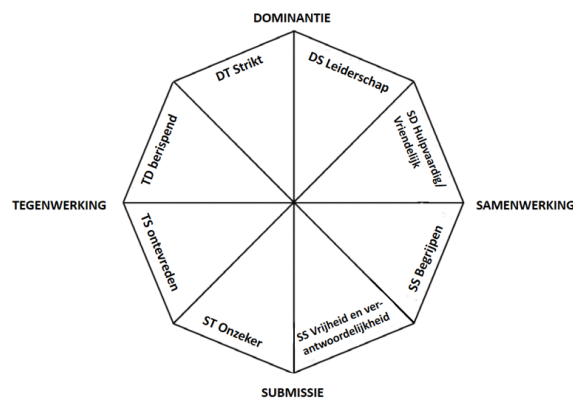 DOMINANTIE
DT Strikt
DS Leiderschap
TD berispend
SD Hulpvaardig/
Vriendelijk
TEGENWERKING
SAMENWERKING
TS ontevreden
SS Begrijpen
ST Onzeker
SS Vrijheid en ver-
antwoordelijkheid
SUBMISSIE